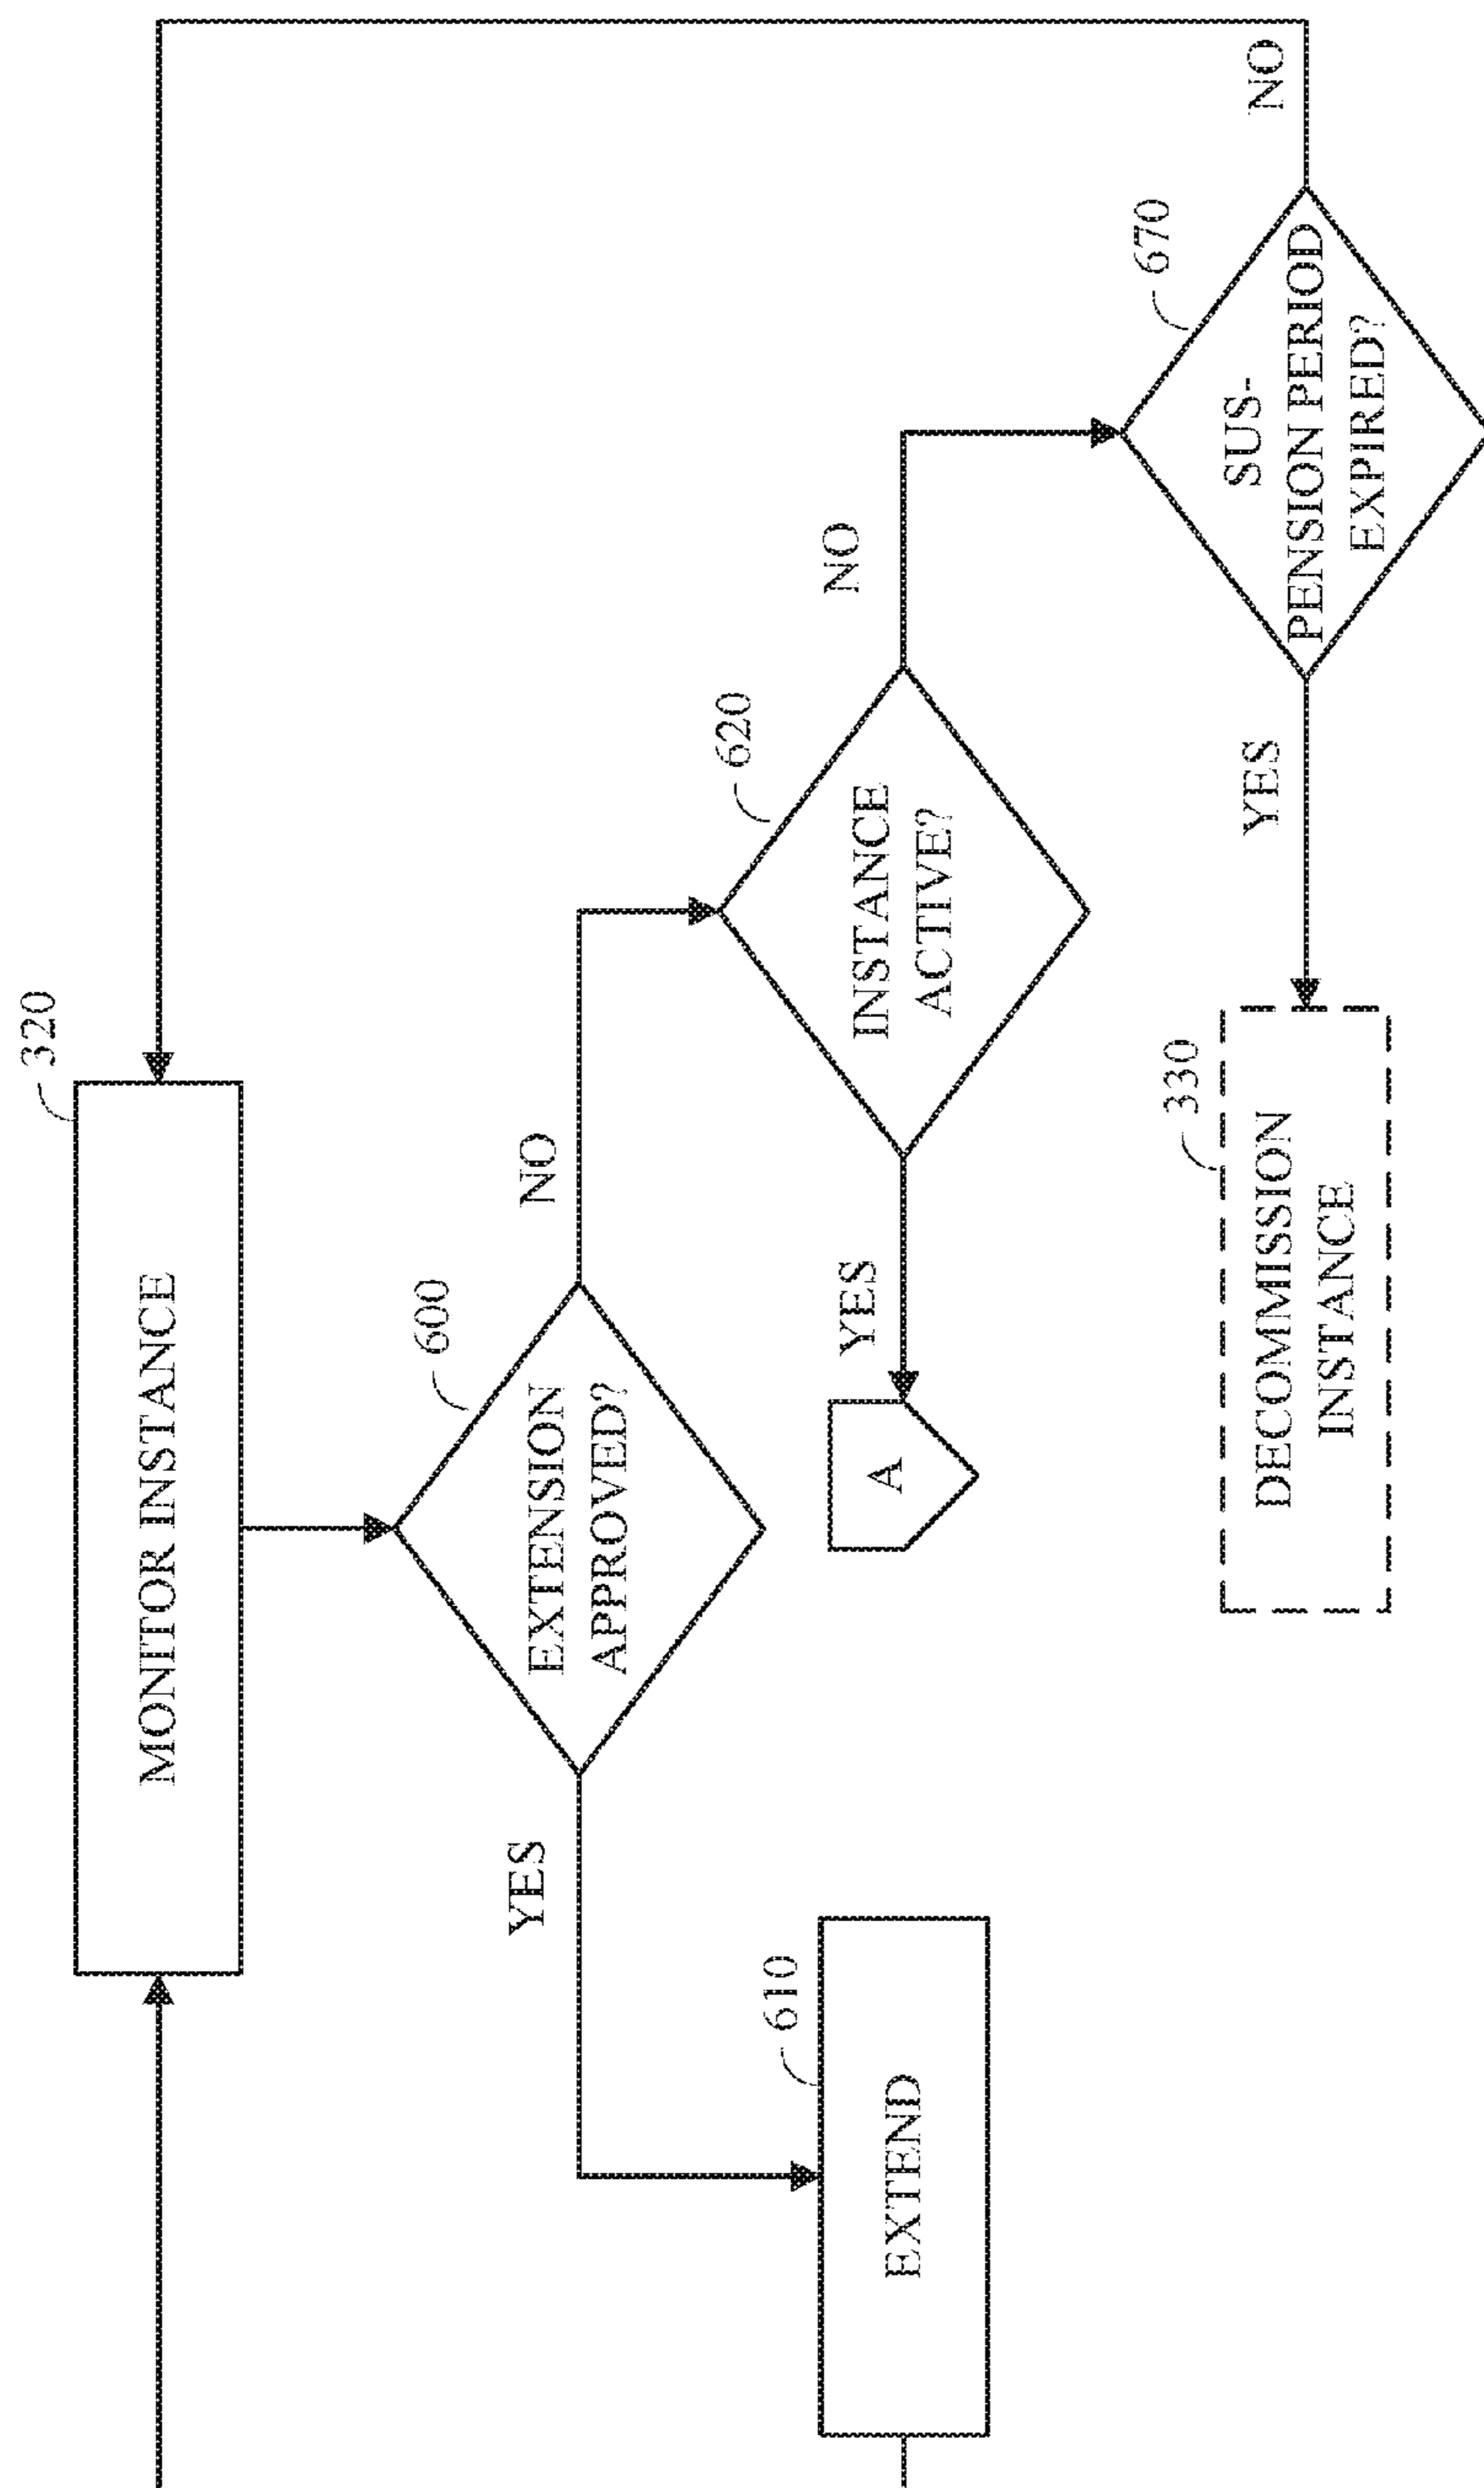 320
MONITOR INSTANCE
600
EXTENSION
APPROVED?
YES
NO
610
EXTEND
620
INSTANCE
ACTIVE?
YES
NO
A
670
SUS-
PENSION PERIOD
EXPIRED?
YES
NO
330
DECOMMISSION
INSTANCE